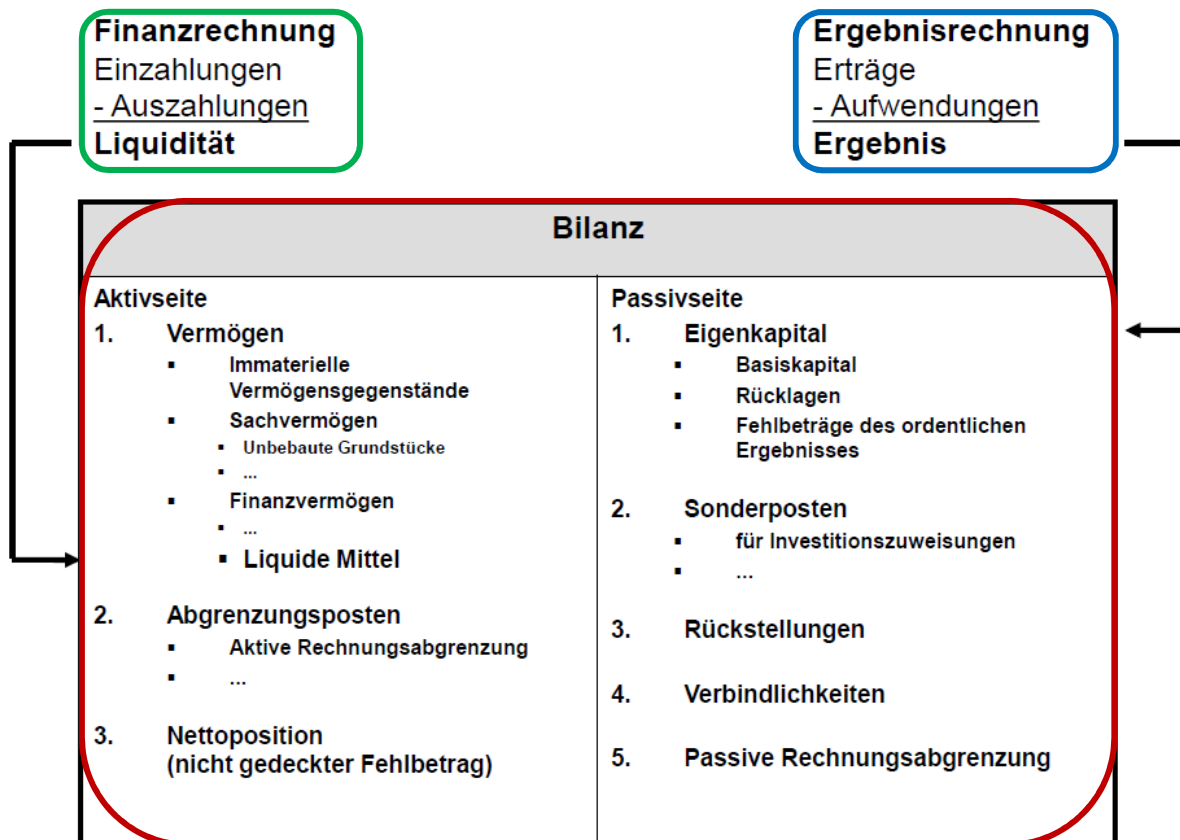 Finanzrechnung
Einzahlungen
- Auszahlungen
Liquidität
Ergebnisrechnung
Erträge
- Aufwendungen
Ergebnis
Bilanz
Aktivseite
1. Vermögen
▪ Immaterielle
Vermögensgegenstände
▪ Sachvermögen
▪ Unbebaute Grundstücke
▪ ...
▪ Finanzvermögen
▪ ...
▪ Liquide Mittel
2. Abgrenzungsposten
▪ Aktive Rechnungsabgrenzung
▪ ...
3. Nettoposition
(nicht gedeckter Fehlbetrag)
Passivseite
1. Eigenkapital
▪ Basiskapital
▪ Rücklagen
▪ Fehlbeträge des ordentlichen
Ergebnisses
2. Sonderposten
▪ für Investitionszuweisungen
▪ ...
3. Rückstellungen
4. Verbindlichkeiten
5. Passive Rechnungsabgrenzung